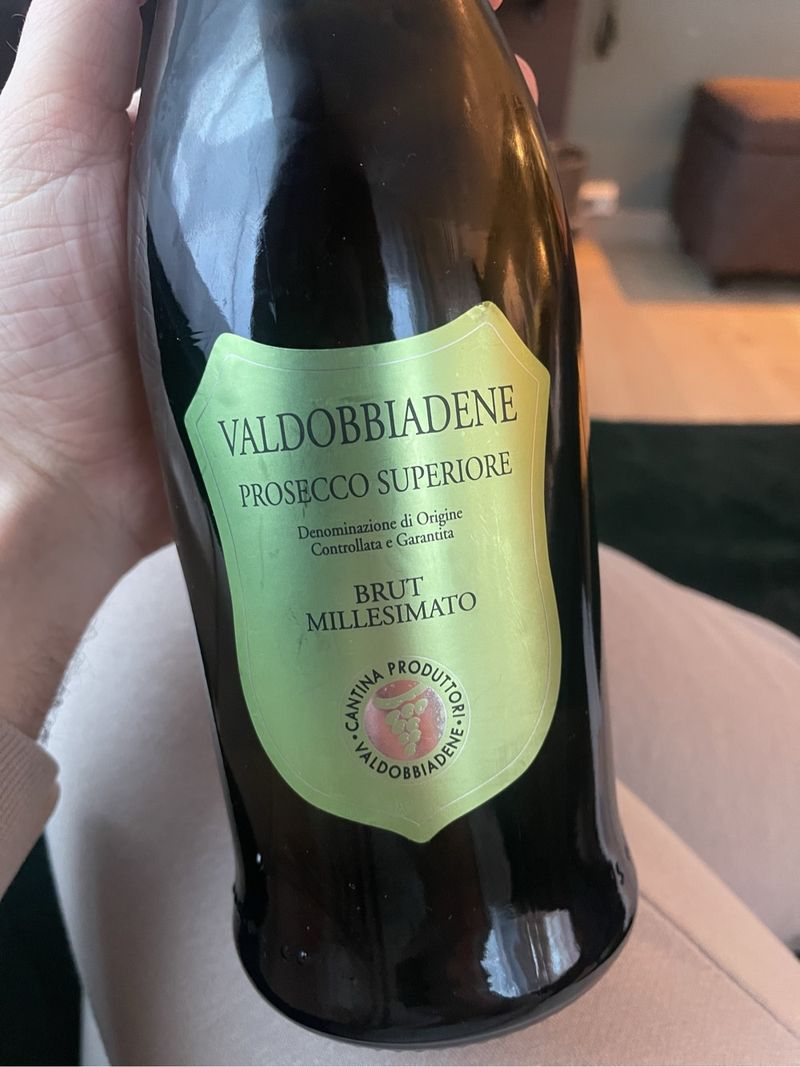 VALDOBBIADENE
PROSECCO SUPERIORE
Denominazione di Origine
Controllata e Garantita
BRUT
MILLESIMATO
• CANTINA PRODUTTORI •
VALDOBBIADENE